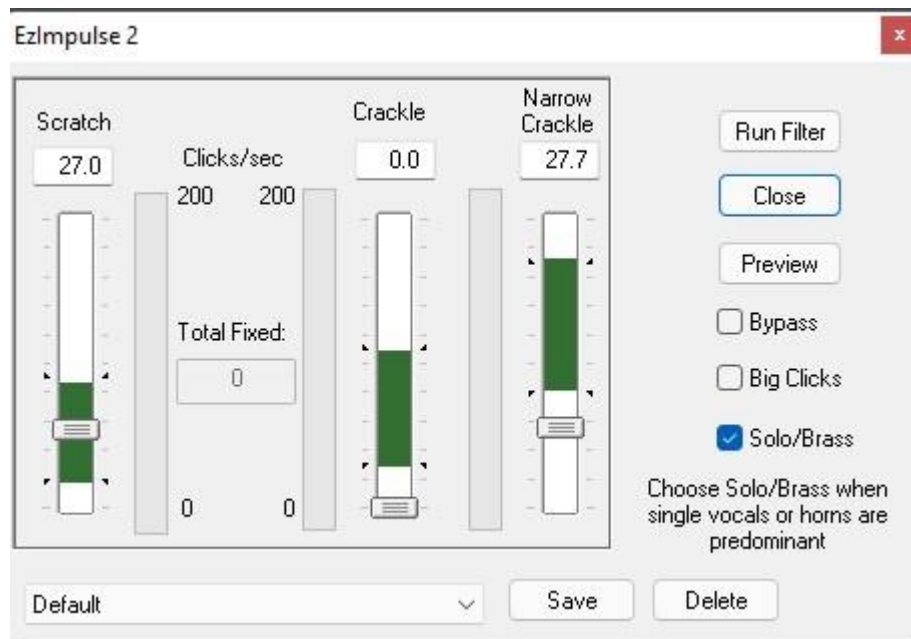 EzImpulse 2
x
Scratch
27.0
Clicks/sec
200 200
Total Fixed:
0
0 0
Crackle
0.0
Narrow
Crackle
27.7
Run Filter
Close
Preview
Bypass
Big Clicks
Solo/Brass
Choose Solo/Brass when
single vocals or horns are
predominant
Default
Save
Delete